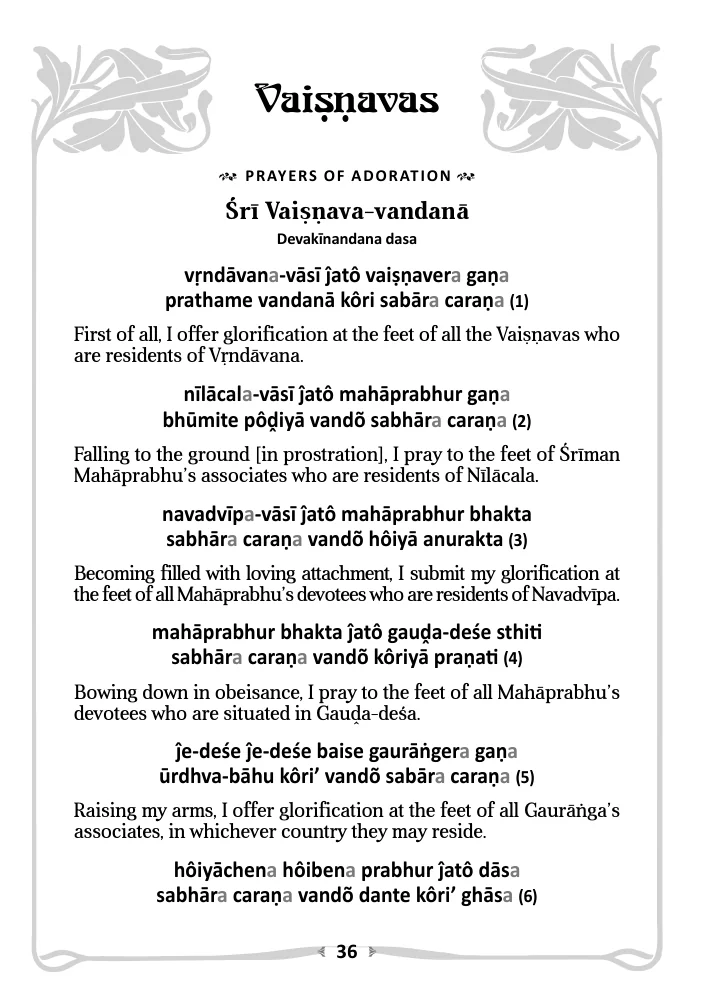 Vaiṣṇavas
PRAYERS OF ADORATION
Śrī Vaiṣṇava-vandanā
Devakīnandana dasa
vṛndāvana-vāsī ĵatô vaiṣṇavera gaṇa
prathame vandanā kôri sabāra caraṇa (1)
First of all, I offer glorification at the feet of all the Vaiṣṇavas who
are residents of Vṛndāvana.
nīlācala-vāsī ĵatô mahāprabhur gaṇa
bhūmite pôḓiyā vandõ sabhāra caraṇa (2)
Falling to the ground [in prostration], I pray to the feet of Śrīman
Mahāprabhu’s associates who are residents of Nīlācala.
navadvīpa-vāsī ĵatô mahāprabhur bhakta
sabhāra caraṇa vandõ hôiyā anurakta (3)
Becoming filled with loving attachment, I submit my glorification at
the feet of all Mahāprabhu’s devotees who are residents of Navadvīpa.
mahāprabhur bhakta ĵatô gauḓa-deśe sthiti
sabhāra caraṇa vandõ kôriyā praṇati (4)
Bowing down in obeisance, I pray to the feet of all Mahāprabhu’s
devotees who are situated in Gauḓa-deśa.
ĵe-deśe ĵe-deśe baise gaurāṅgera gaṇa
ūrdhva-bāhu kôri’ vandõ sabāra caraṇa (5)
Raising my arms, I offer glorification at the feet of all Gaurāṅga’s
associates, in whichever country they may reside.
hôiyāchena hôibena prabhur ĵatô dāsa
sabhāra caraṇa vandõ dante kôri’ ghāsa (6)
36